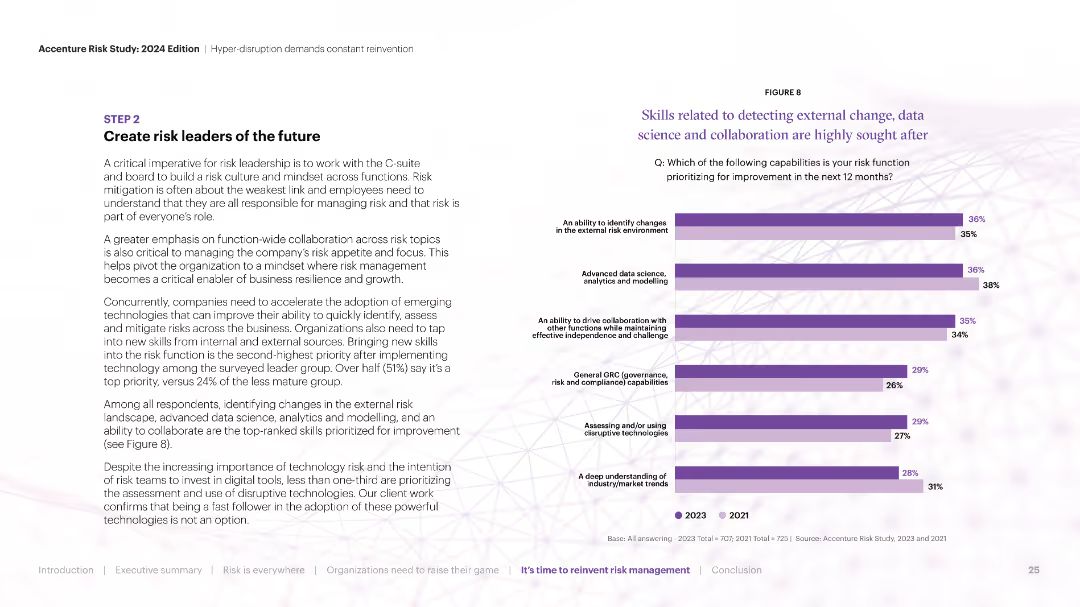 Accenture Risk Study: 2024 Edition | Hyper-disruption demands constant reinvention
STEP 2
Create risk leaders of the future
A critical imperative for risk leadership is to work with the C-suite
and board to build a risk culture and mindset across functions. Risk
mitigation is often about the weakest link and employees need to
understand that they are all responsible for managing risk and that risk is
part of everyone's role.
A greater emphasis on function-wide collaboration across risk topics
is also critical to managing the company's risk appetite and focus. This
helps pivot the organization to a mindset where risk management
becomes a critical enabler of business resilience and growth.
Concurrently, companies need to accelerate the adoption of emerging
technologies that can improve their ability to quickly identify, assess
and mitigate risks across the business. Organizations also need to tap
into new skills from internal and external sources. Bringing new skills
into the risk function is the second-highest priority after implementing
technology among the surveyed leader group. Over half (51%) say it's a
top priority, versus 24% of the less mature group.
Among all respondents, identifying changes in the external risk
landscape, advanced data science, analytics and modelling, and an
ability to collaborate are the top-ranked skills prioritized for improvement
(see Figure 8).
Despite the increasing importance of technology risk and the intention
of risk teams to invest in digital tools, less than one-third are prioritizing
the assessment and use of disruptive technologies. Our client work
confirms that being a fast follower in the adoption of these powerful
technologies is not an option.
FIGURE 8
Skills related to detecting external change, data
science and collaboration are highly sought after
Q: Which of the following capabilities is your risk function
prioritizing for improvement in the next 12 months?
An ability to identify changes
in the external risk environment
36%
35%
Advanced data science,
analytics and modelling
36%
38%
An ability to drive collaboration with
other functions while maintaining
effective independence and challenge
35%
34%
General GRC (governance,
risk and compliance) capabilities
29%
26%
Assessing and/or using
disruptive technologies
29%
27%
A deep understanding of
industry/market trends
28%
31%
2023 2021
Base: All answering - 2023 Total = 707; 2021 Total = 725 | Source: Accenture Risk Study, 2023 and 2021
Introduction | Executive summary | Risk is everywhere | Organizations need to raise their game | It's time to reinvent risk management | Conclusion
25